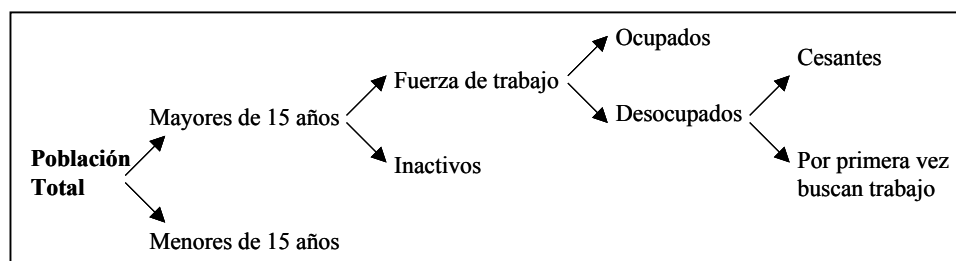 Ocupados
Cesantes
Fuerza de trabajo
Mayores de 15 años
Desocupados
Población
Total
Inactivos
Por primera vez
buscan trabajo
Menores de 15 años